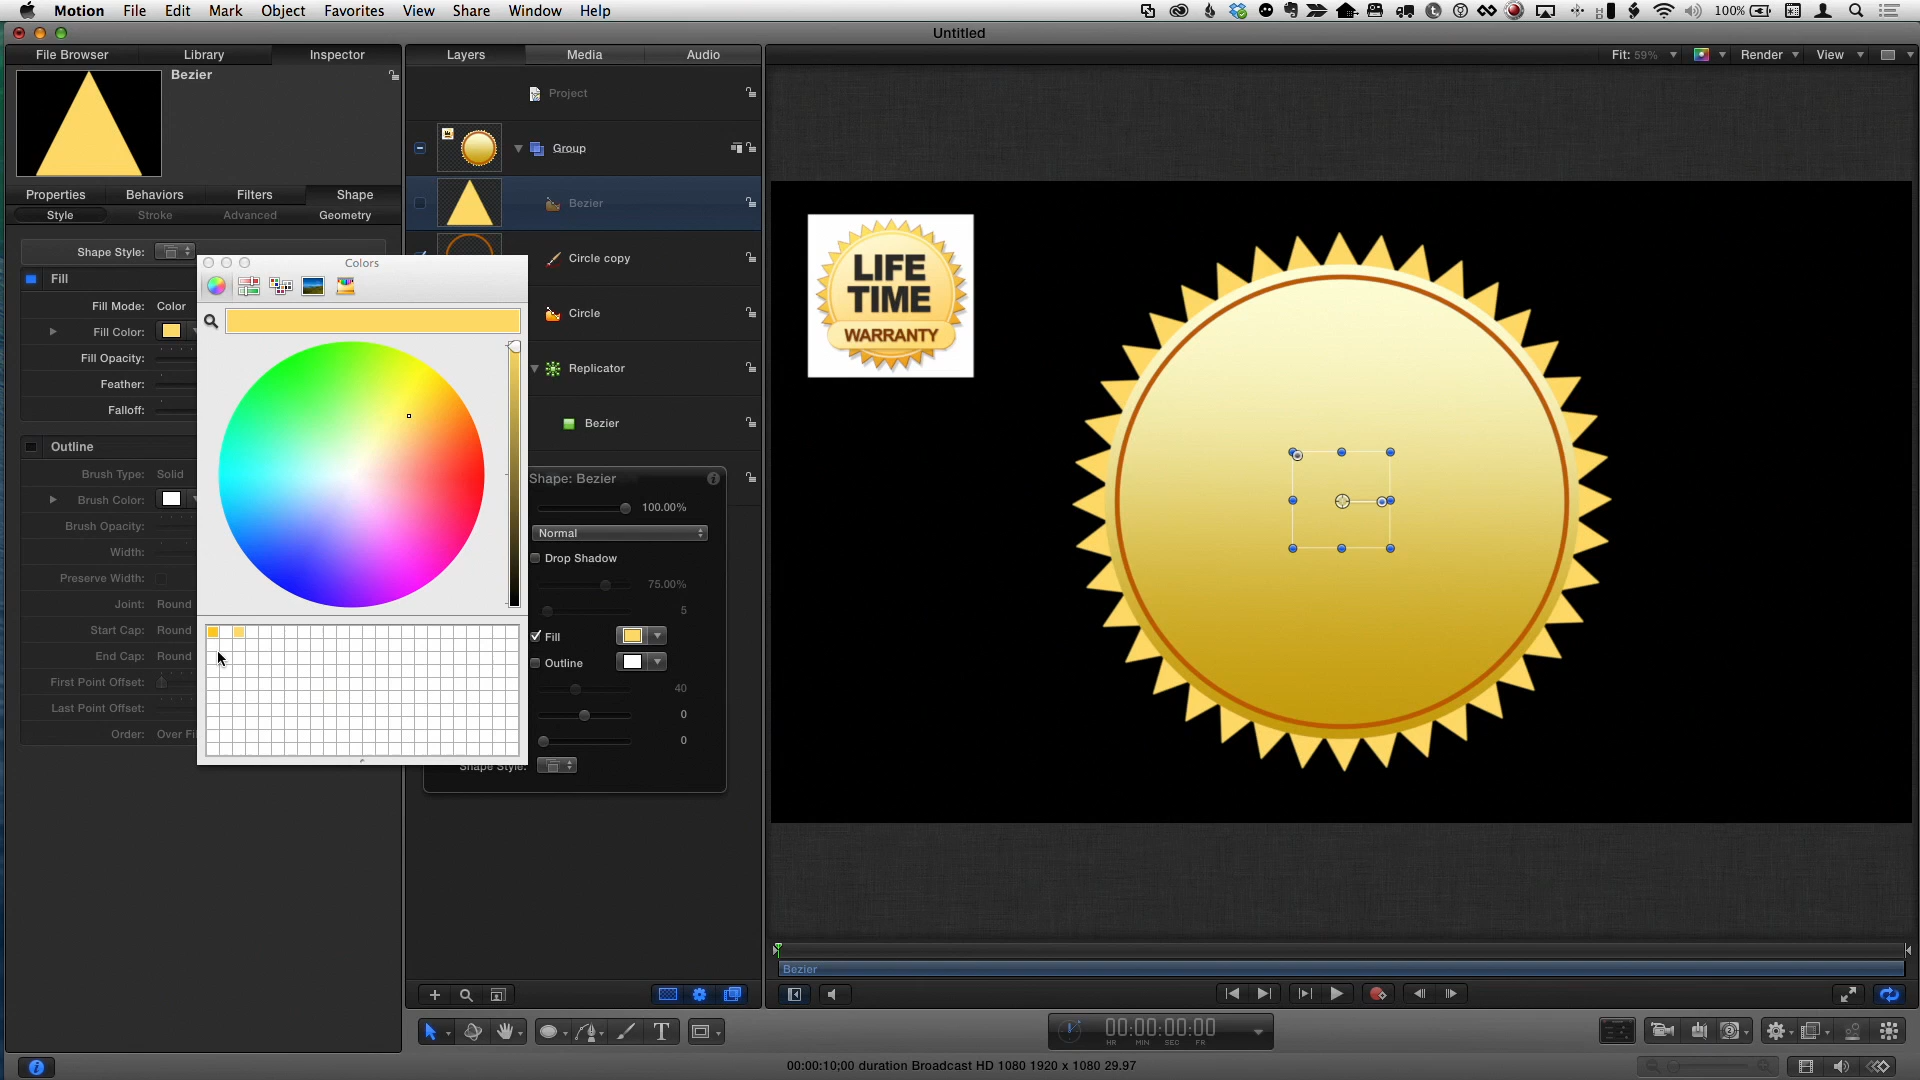 Motion File Edit Mark Object Favorites View Share Window Help
100%
Untitled
File Browser Library Inspector
Layers Media Audio
Fit: 59% Render View
Bezier
Project
Group
Bezier
Circle copy
Circle
Replicator
Bezier
Properties Behaviors Filters Shape
Style Stroke Advanced Geometry
Shape Style:
Fill
Fill Mode: Color
Fill Color:
Fill Opacity:
Feather:
Falloff:
Outline
Brush Type: Solid
Brush Color:
Brush Opacity:
Width:
Preserve Width:
Joint: Round
Start Cap: Round
End Cap: Round
First Point Offset:
Last Point Offset:
Order:
Colors
Shape: Bezier
100.00%
Normal
Drop Shadow
75.00%
5
Fill
Outline
40
0
0
Shape Style:
LIFE
TIME
WARRANTY
Bezier
00:00:00:00
HR MIN SEC FR
00:00:10;00 duration Broadcast HD 1080 1920 x 1080 29.97